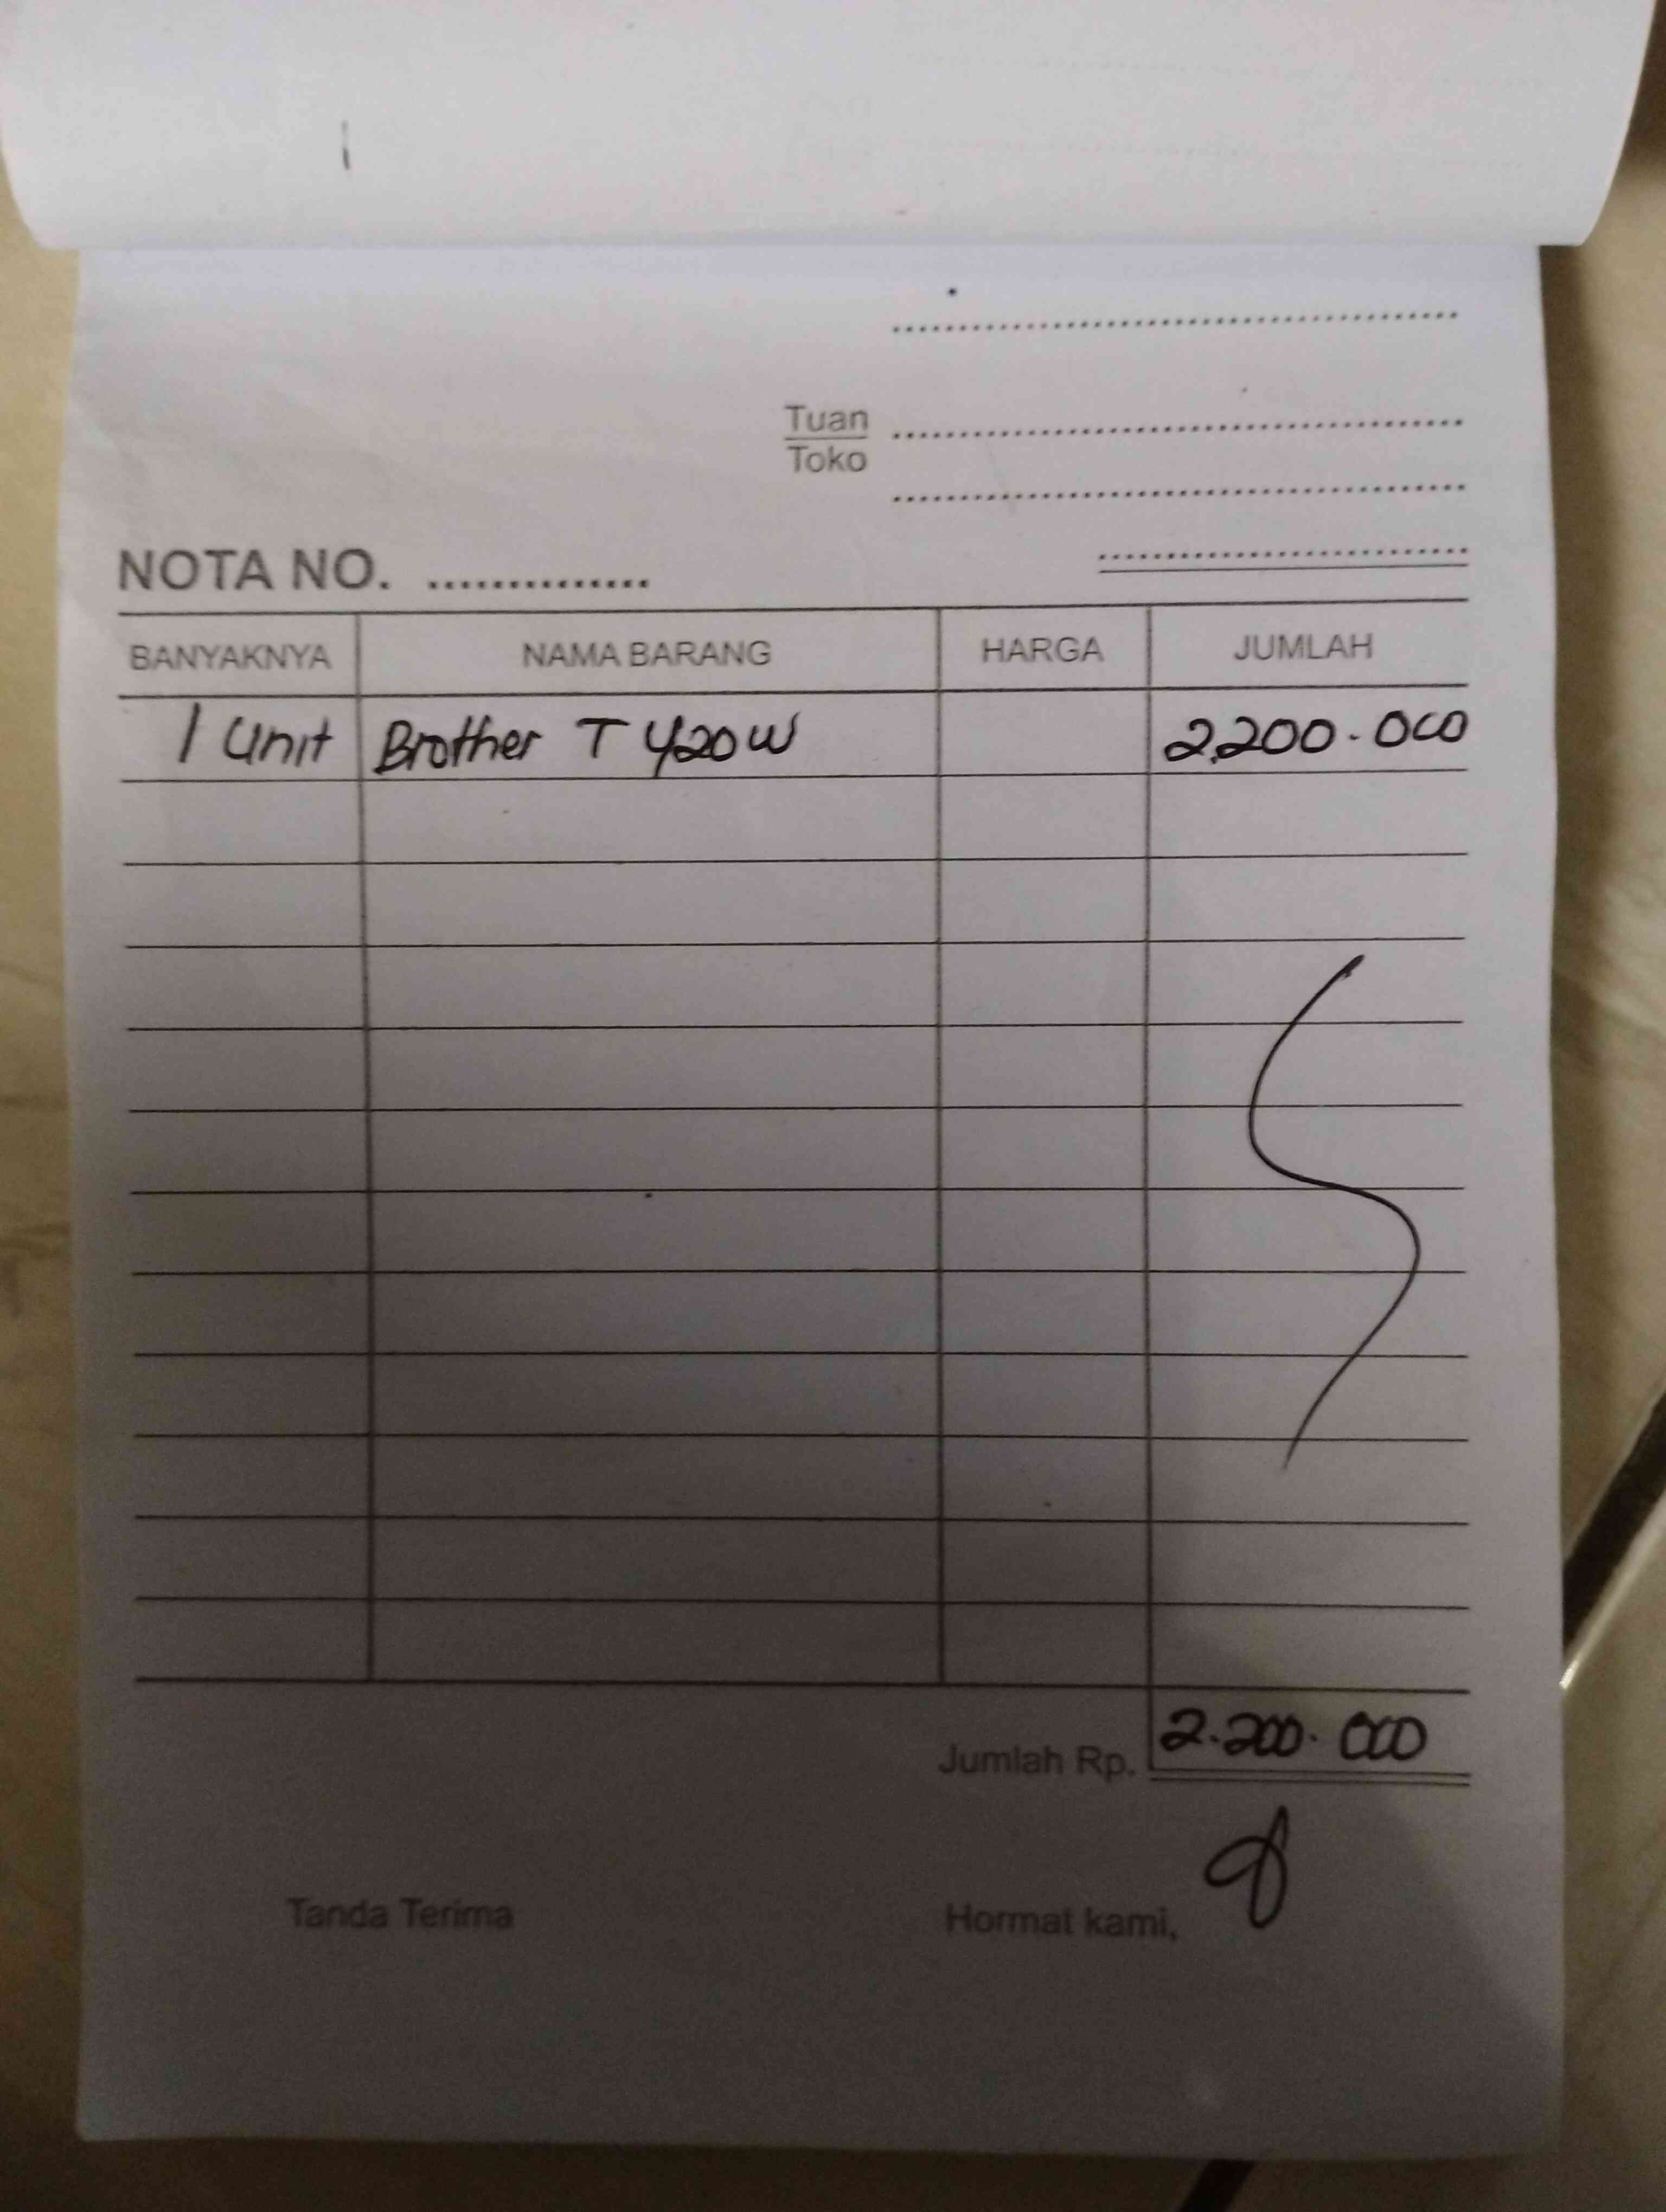 Tuan
Toko
NOTA NO. ..............
BANYAKNYA NAMA BARANG HARGA JUMLAH
1 Unit Brother T 420W 2.200.000
Jumlah Rp. 2.200.000
Tanda Terima Hormat kami,